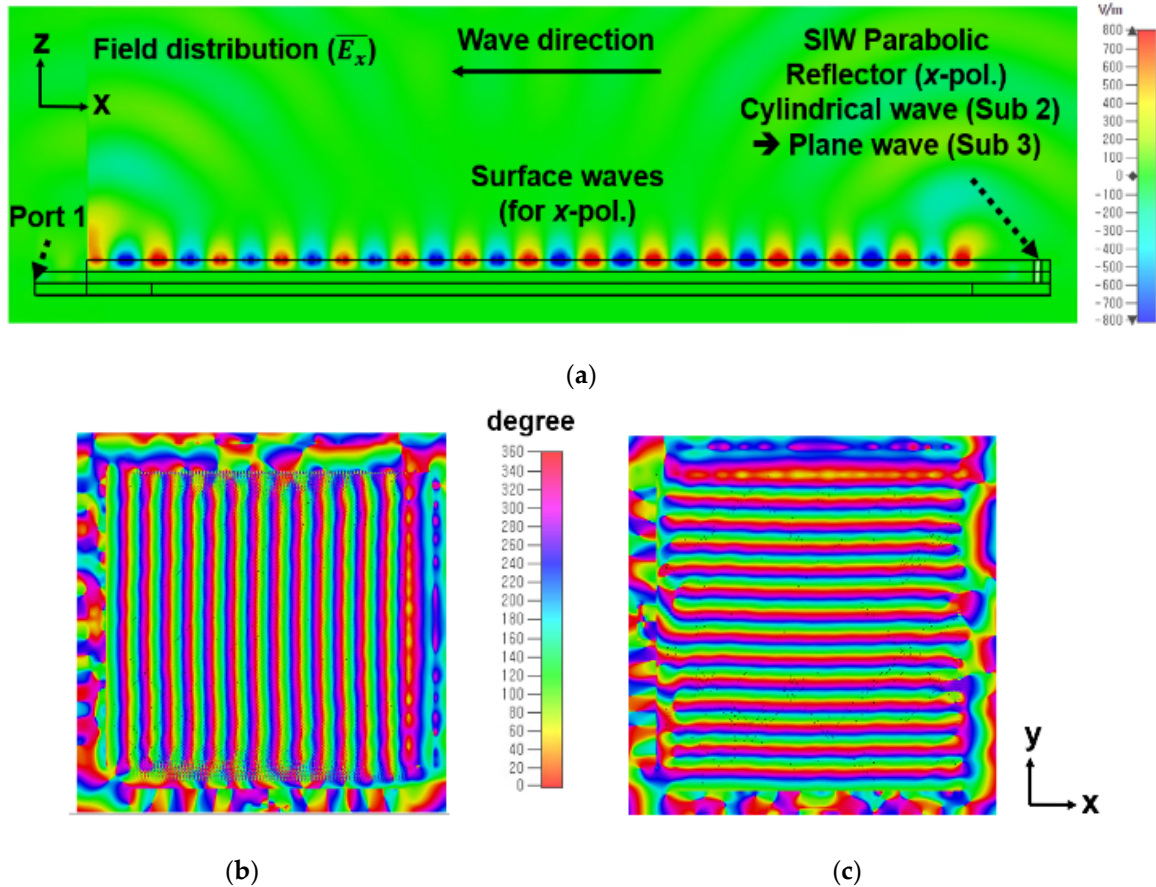 V/m
Z
Field distribution (E̅x̅)
Wave direction
SIW Parabolic
Reflector (x-pol.)
Cylindrical wave (Sub 2)
➔ Plane wave (Sub 3)
X
Surface waves
(for x-pol.)
Port 1
800
700
600
500
400
300
200
100
0
-100
-200
-300
-400
-500
-600
-700
-800
(a)
degree
360
340
320
300
280
260
240
220
200
180
160
140
120
100
80
60
40
20
0
y
x
(b)
(c)